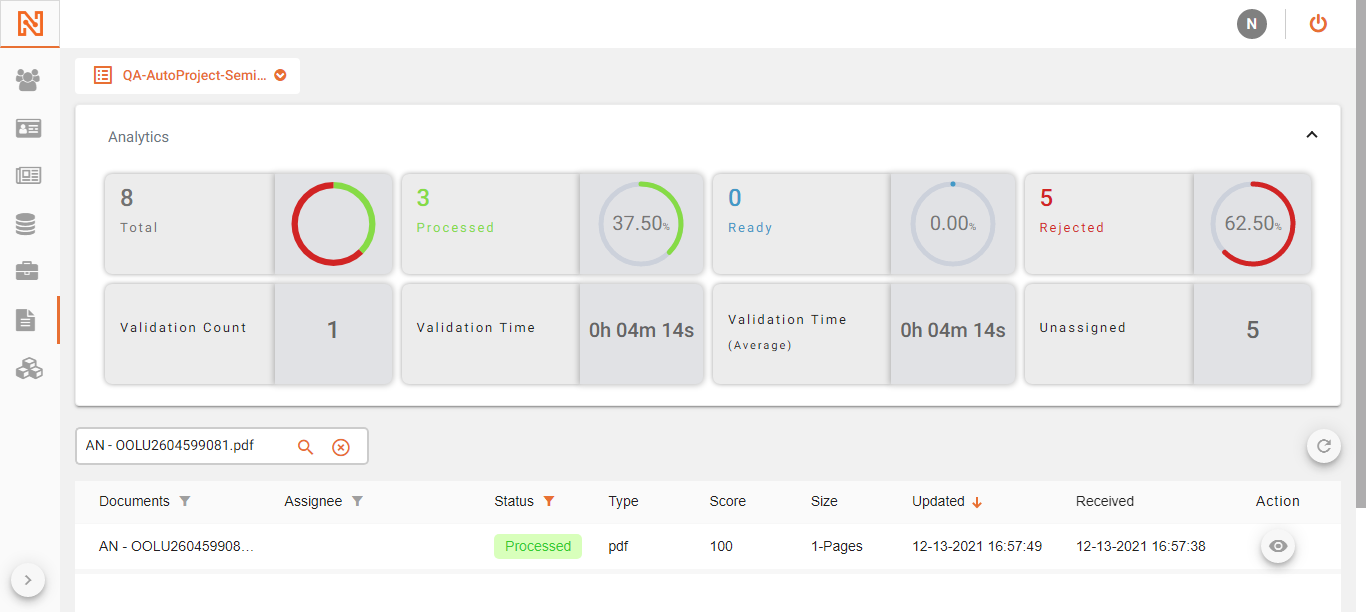 N
QA-AutoProject-Semi...
Analytics
8
Total
3
Processed
37.50%
0
Ready
0.00%
5
Rejected
62.50%
Validation Count
1
Validation Time
0h 04m 14s
Validation Time
(Average)
0h 04m 14s
Unassigned
5
AN - OOLU2604599081.pdf
Documents Assignee Status Type Score Size Updated Received Action
AN - OOLU260459908... Processed pdf 100 1-Pages 12-13-2021 16:57:49 12-13-2021 16:57:38